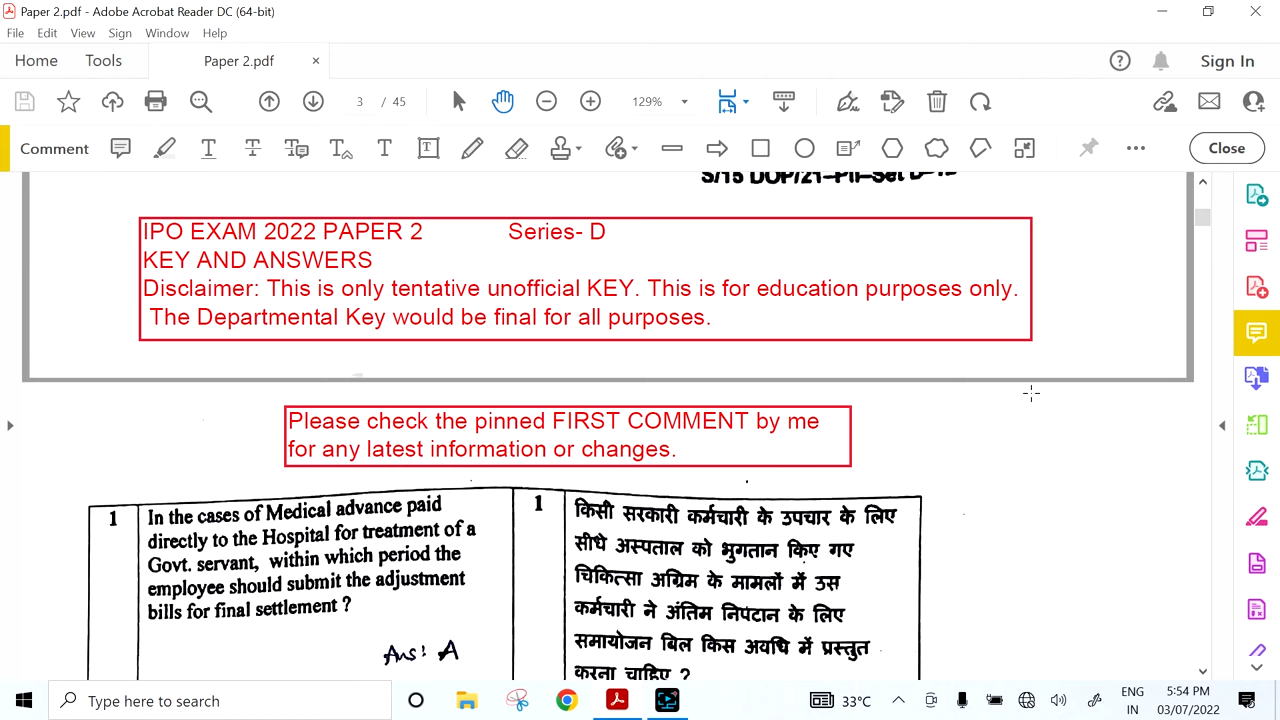 Paper 2.pdf - Adobe Acrobat Reader DC (64-bit)
File Edit View Sign Window Help
Home Tools Paper 2.pdf × Sign In
3 / 45 129%
Comment Close
S/15 DOP/21-PII-Set D
IPO EXAM 2022 PAPER 2 Series- D
KEY AND ANSWERS
Disclaimer: This is only tentative unofficial KEY. This is for education purposes only.
The Departmental Key would be final for all purposes.
Please check the pinned FIRST COMMENT by me
for any latest information or changes.
1 In the cases of Medical advance paid
directly to the Hospital for treatment of a
Govt. servant, within which period the
employee should submit the adjustment
bills for final settlement ?
Ans: A
1 किसी सरकारी कर्मचारी के उपचार के लिए
सीधे अस्पताल को भुगतान किए गए
चिकित्सा अग्रिम के मामलों में उस
कर्मचारी ने अंतिम निपटान के लिए
समायोजन बिल किस अवधि में प्रस्तुत
करना चाहिए ?
Type here to search
33°C
ENG
IN
5:54 PM
03/07/2022